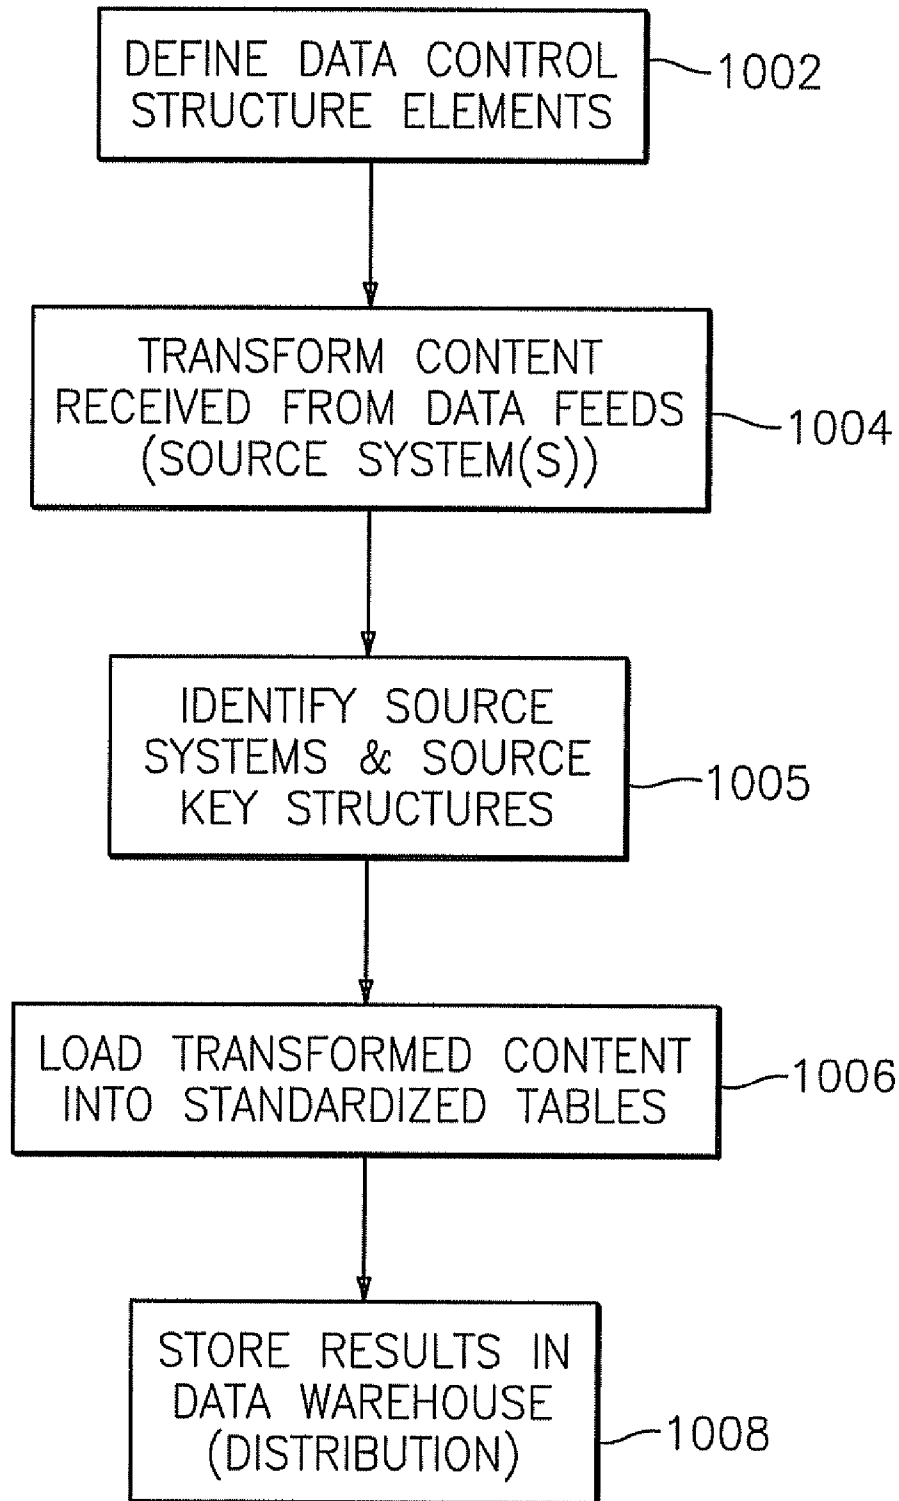 DEFINE DATA CONTROL
STRUCTURE ELEMENTS
1002
TRANSFORM CONTENT
RECEIVED FROM DATA FEEDS
(SOURCE SYSTEM(S))
1004
IDENTIFY SOURCE
SYSTEMS & SOURCE
KEY STRUCTURES
1005
LOAD TRANSFORMED CONTENT
INTO STANDARDIZED TABLES
1006
STORE RESULTS IN
DATA WAREHOUSE
(DISTRIBUTION)
1008